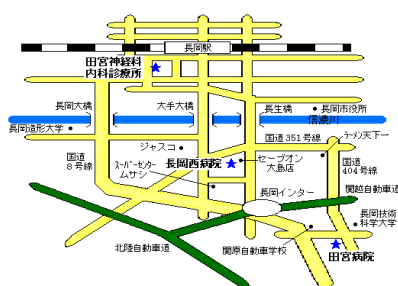 長岡駅
田宮神経科
内科診療所
長岡大橋
大手大橋
長生橋
長岡市役所
信濃川
長岡造形大学
ジャスコ
国道351号線
ラーメン天下一
国道
8号線
スーパーセンター
ムサシ
長岡西病院
セーブオン
大島店
国道
404号線
長岡インター
関越自動車道
長岡技術
科学大学
北陸自動車道
関原自動車学校
田宮病院